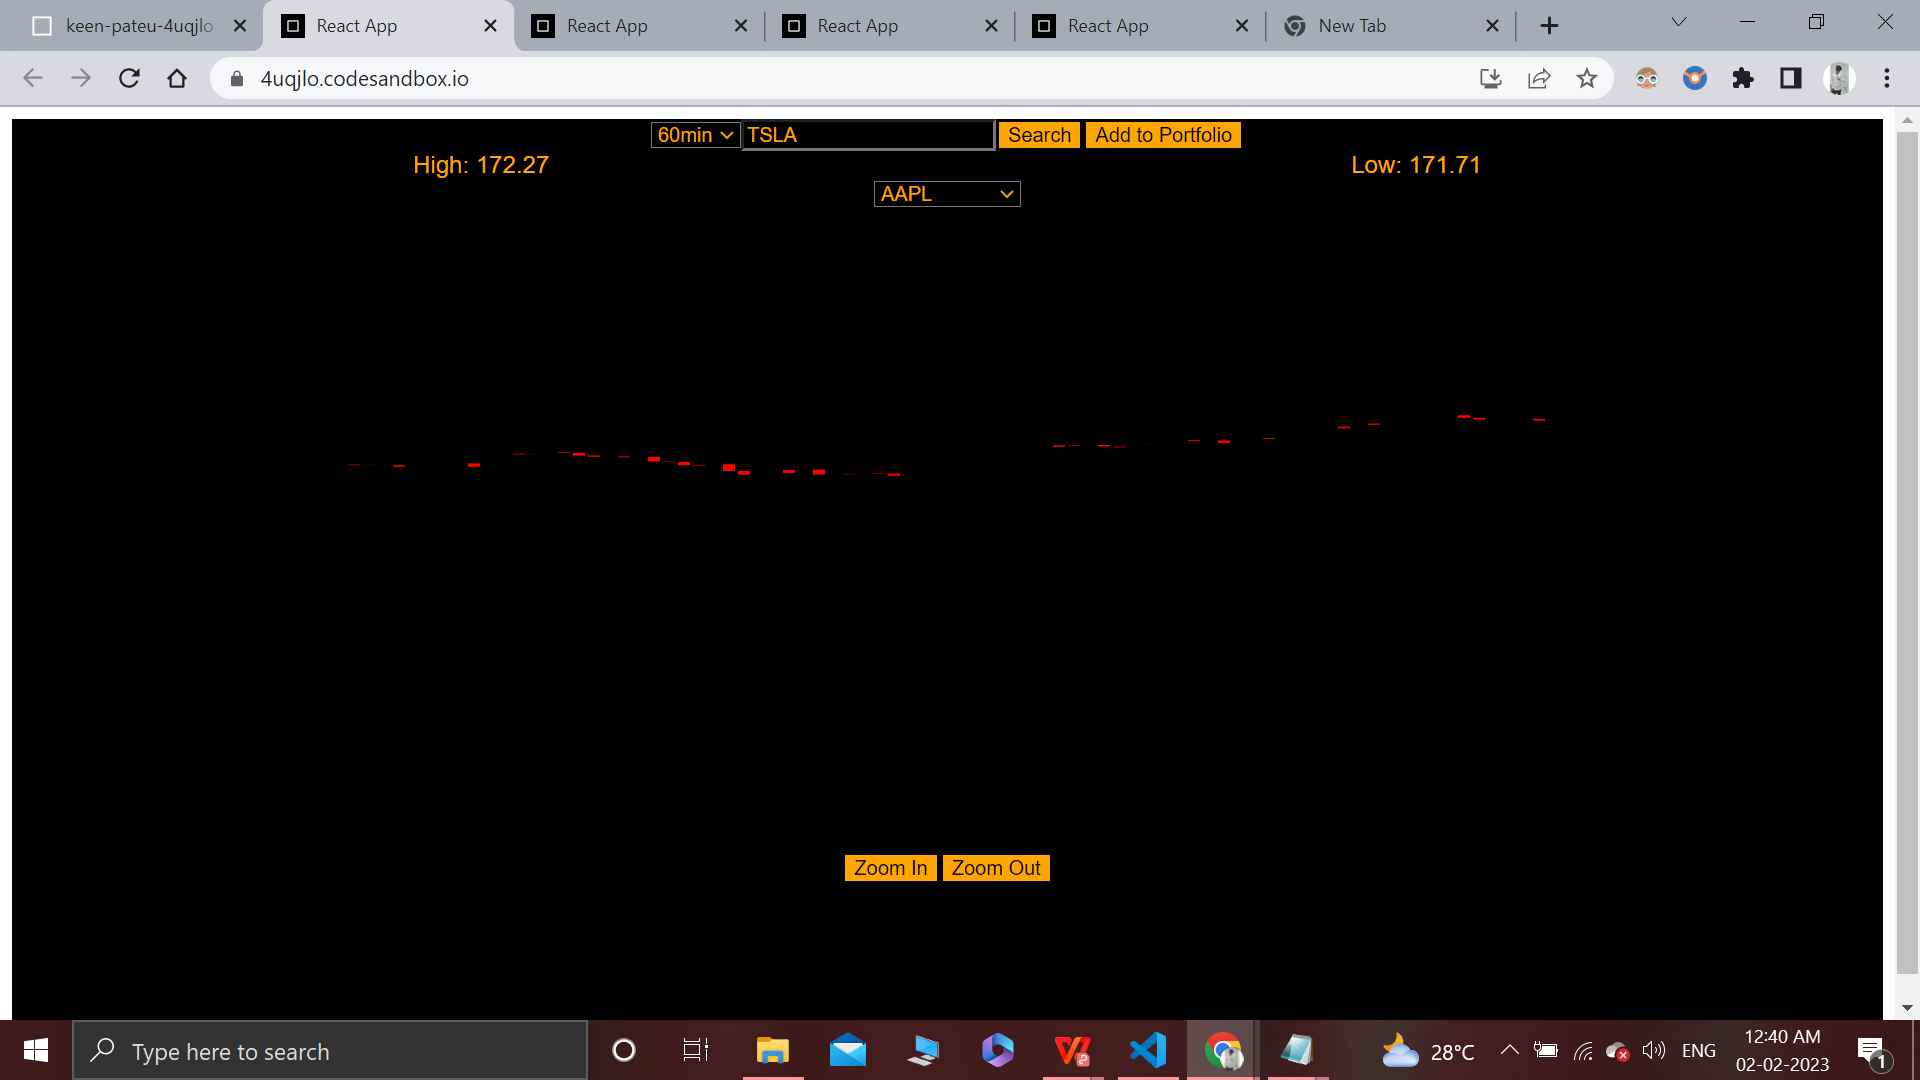 keen-pateu-4uqjlo
React App
React App
React App
React App
New Tab
4uqjlo.codesandbox.io
60min TSLA Search Add to Portfolio
High: 172.27 Low: 171.71
AAPL
Zoom In Zoom Out
Type here to search
28°C
ENG
12:40 AM
02-02-2023
1